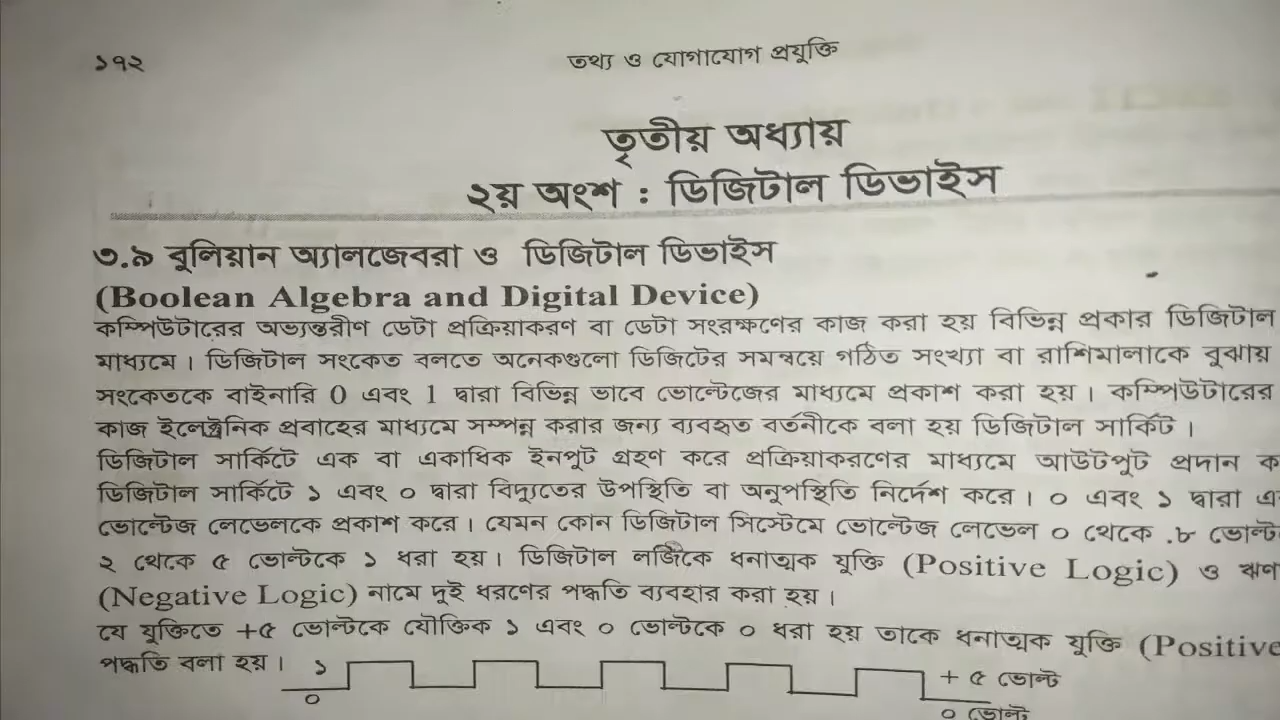 ১৭২
তথ্য ও যোগাযোগ প্রযুক্তি
তৃতীয় অধ্যায়
২য় অংশ : ডিজিটাল ডিভাইস
৩.৯ বুলিয়ান অ্যালজেবরা ও ডিজিটাল ডিভাইস
(Boolean Algebra and Digital Device)
কম্পিউটারের অভ্যন্তরীণ ডেটা প্রক্রিয়াকরণ বা ডেটা সংরক্ষণের কাজ করা হয় বিভিন্ন প্রকার ডিজিটাল
মাধ্যমে। ডিজিটাল সংকেত বলতে অনেকগুলো ডিজিটের সমন্বয়ে গঠিত সংখ্যা বা রাশিমালাকে বুঝায়
সংকেতকে বাইনারি 0 এবং 1 দ্বারা বিভিন্ন ভাবে ভোল্টেজের মাধ্যমে প্রকাশ করা হয়। কম্পিউটারের
কাজ ইলেক্ট্রনিক প্রবাহের মাধ্যমে সম্পন্ন করার জন্য ব্যবহৃত বর্তনীকে বলা হয় ডিজিটাল সার্কিট।
ডিজিটাল সার্কিটে এক বা একাধিক ইনপুট গ্রহণ করে প্রক্রিয়াকরণের মাধ্যমে আউটপুট প্রদান ক
ডিজিটাল সার্কিটে ১ এবং ০ দ্বারা বিদ্যুতের উপস্থিতি বা অনুপস্থিতি নির্দেশ করে। ০ এবং ১ দ্বারা এ
ভোল্টেজ লেভেলকে প্রকাশ করে। যেমন কোন ডিজিটাল সিস্টেমে ভোল্টেজ লেভেল ০ থেকে .৮ ভোল্ট
২ থেকে ৫ ভোল্টকে ১ ধরা হয়। ডিজিটাল লজিকে ধনাত্মক যুক্তি (Positive Logic) ও ঋণ
(Negative Logic) নামে দুই ধরণের পদ্ধতি ব্যবহার করা হয়।
যে যুক্তিতে +৫ ভোল্টকে যৌক্তিক ১ এবং ০ ভোল্টকে ০ ধরা হয় তাকে ধনাত্মক যুক্তি (Positive
পদ্ধতি বলা হয়।
১
+ ৫ ভোল্ট
০
০ ভোল্ট